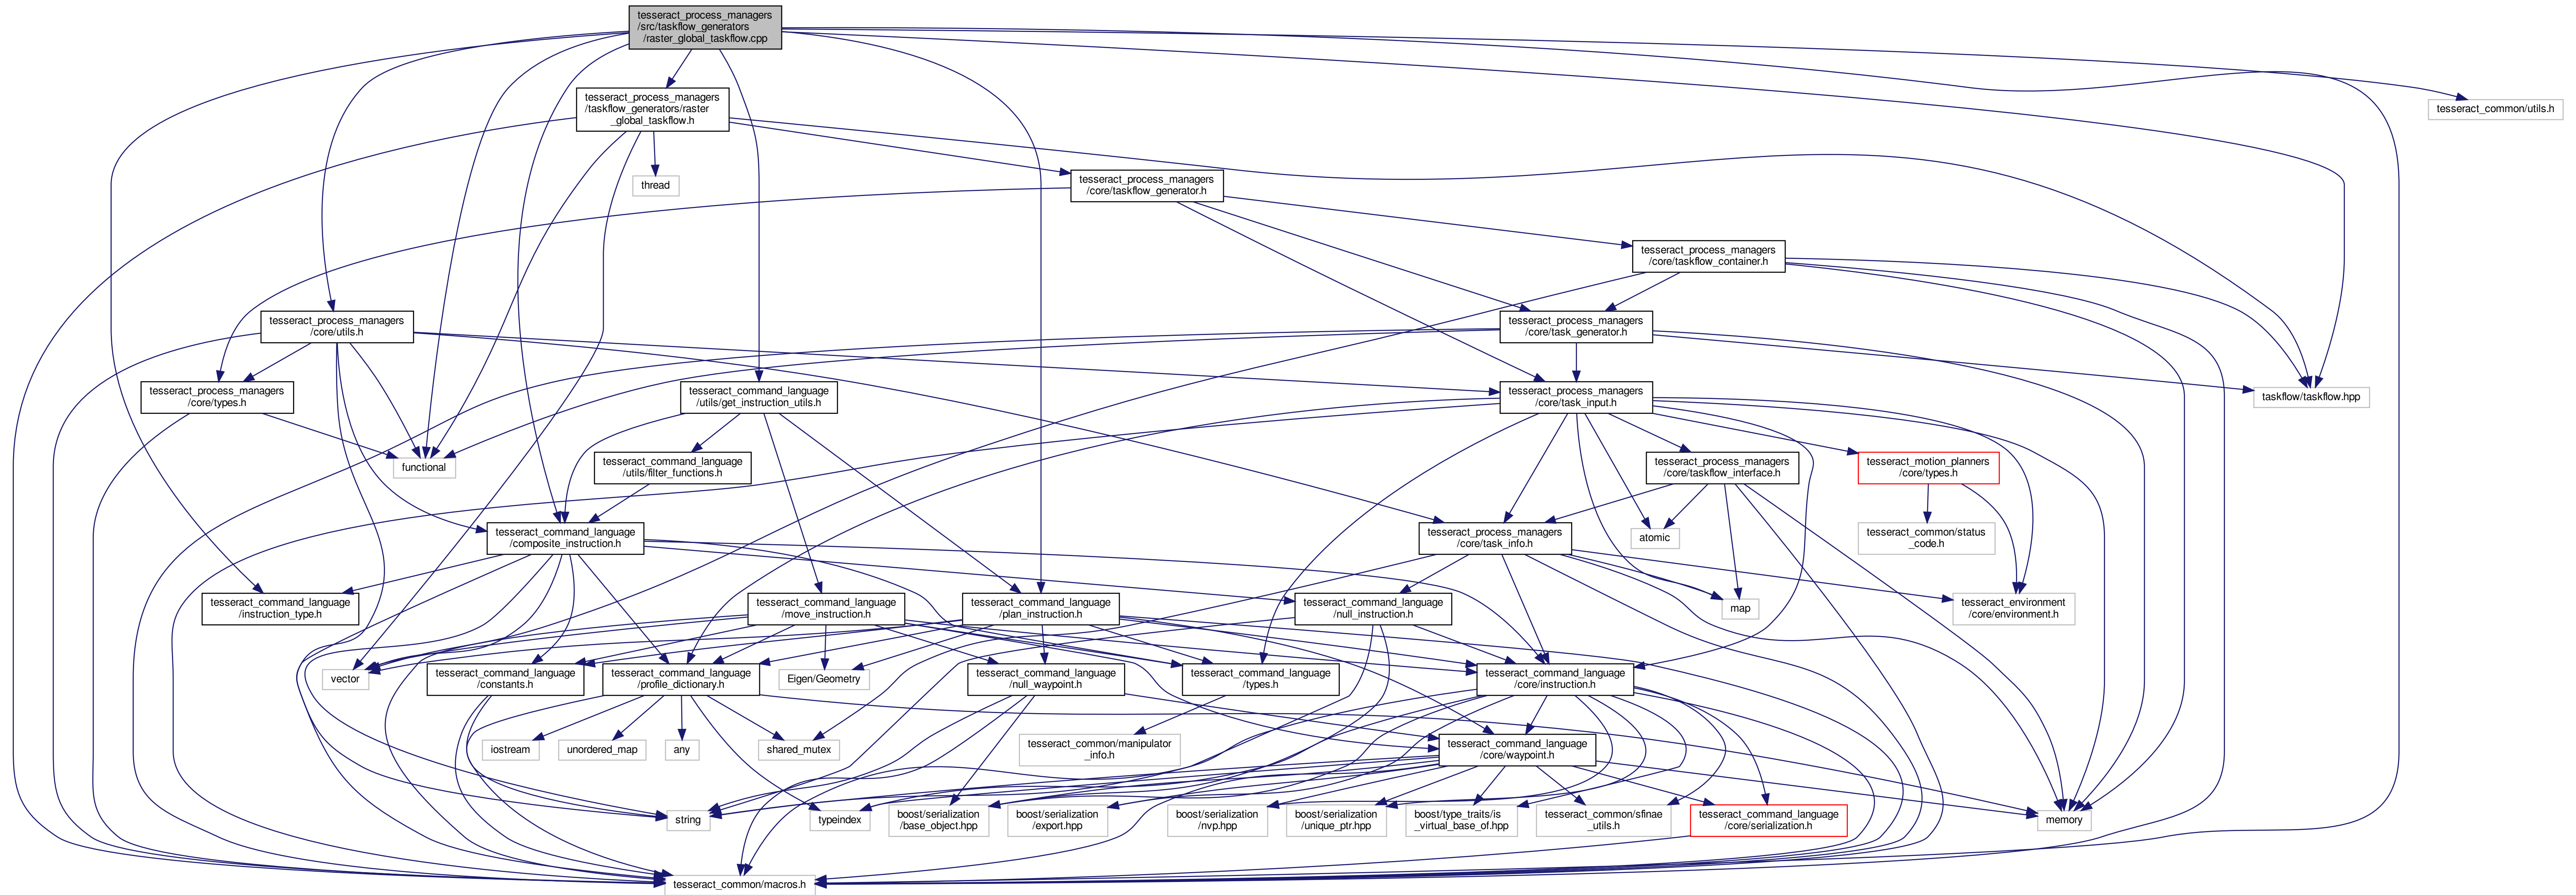 tesseract_process_managers
/src/taskflow_generators
/raster_global_taskflow.cpp
tesseract_process_managers
/taskflow_generators/raster
_global_taskflow.h
tesseract_common/utils.h
thread
tesseract_process_managers
/core/taskflow_generator.h
tesseract_process_managers
/core/taskflow_container.h
tesseract_process_managers
/core/utils.h
tesseract_process_managers
/core/task_generator.h
tesseract_process_managers
/core/types.h
tesseract_command_language
/utils/get_instruction_utils.h
tesseract_process_managers
/core/task_input.h
taskflow/taskflow.hpp
functional
tesseract_command_language
/utils/filter_functions.h
tesseract_process_managers
/core/taskflow_interface.h
tesseract_motion_planners
/core/types.h
tesseract_command_language
/composite_instruction.h
tesseract_process_managers
/core/task_info.h
atomic
tesseract_common/status
_code.h
tesseract_command_language
/instruction_type.h
tesseract_command_language
/move_instruction.h
tesseract_command_language
/plan_instruction.h
tesseract_command_language
/null_instruction.h
map
tesseract_environment
/core/environment.h
vector
tesseract_command_language
/constants.h
tesseract_command_language
/profile_dictionary.h
Eigen/Geometry
tesseract_command_language
/null_waypoint.h
tesseract_command_language
/types.h
tesseract_command_language
/core/instruction.h
iostream
unordered_map
any
shared_mutex
tesseract_common/manipulator
_info.h
tesseract_command_language
/core/waypoint.h
string
typeindex
boost/serialization
/base_object.hpp
boost/serialization
/export.hpp
boost/serialization
/nvp.hpp
boost/serialization
/unique_ptr.hpp
boost/type_traits/is
_virtual_base_of.hpp
tesseract_common/sfinae
_utils.h
tesseract_command_language
/core/serialization.h
memory
tesseract_common/macros.h